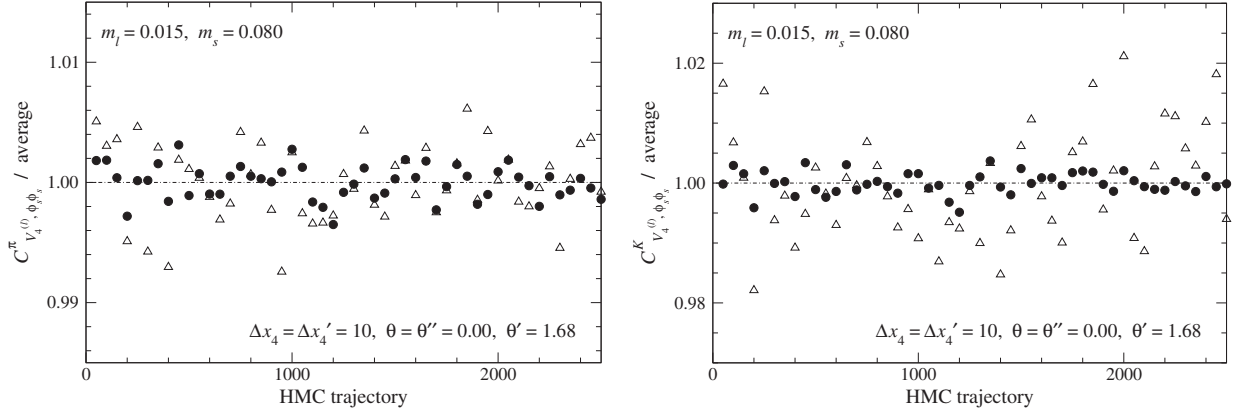 m_l = 0.015, m_s = 0.080
1.01
1.00
0.99
C^π_{V_4^{(l)}, φ_s φ_s} / average
Δx_4 = Δx_4′ = 10, θ = θ″ = 0.00, θ′ = 1.68
0 1000 2000
HMC trajectory
m_l = 0.015, m_s = 0.080
1.02
1.00
0.98
C^K_{V_4^{(l)}, φ_s φ_s} / average
Δx_4 = Δx_4′ = 10, θ = θ″ = 0.00, θ′ = 1.68
0 1000 2000
HMC trajectory